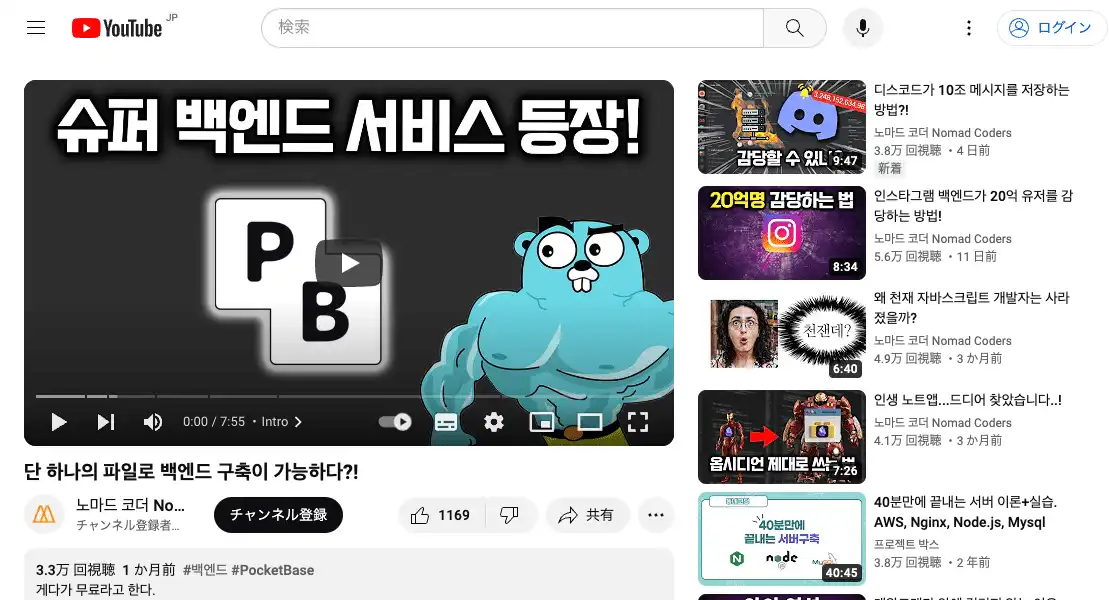 YouTube JP
検索
ログイン
슈퍼 백엔드 서비스 등장!
P
B
0:00 / 7:55 • Intro
단 하나의 파일로 백엔드 구축이 가능하다?!
노마드 코더 No...
チャンネル登録者...
チャンネル登録
1169
共有
3.3万 回視聴 1 か月前 #백엔드 #PocketBase
게다가 무료라고 한다.
3,248,152,634.98
감당할 수 있니
9:47
디스코드가 10조 메시지를 저장하는
방법?!
노마드 코더 Nomad Coders
3.8万 回視聴 ・4 日前
新着
20억명 감당하는 법
8:34
인스타그램 백엔드가 20억 유저를 감
당하는 방법!
노마드 코더 Nomad Coders
5.6万 回視聴 ・11 日前
천잰데?
6:40
왜 천재 자바스크립트 개발자는 사라
졌을까?
노마드 코더 Nomad Coders
4.9万 回視聴 ・3 か月前
옵시디언 제대로 쓰는 법
7:26
인생 노트앱...드디어 찾았습니다..!
노마드 코더 Nomad Coders
4.1万 回視聴 ・3 か月前
40분만에
끝내는 서버구축
N
node
40:45
40분만에 끝내는 서버 이론+실습.
AWS, Nginx, Node.js, Mysql
프로젝트 박스
3.8万 回視聴 ・2 年前